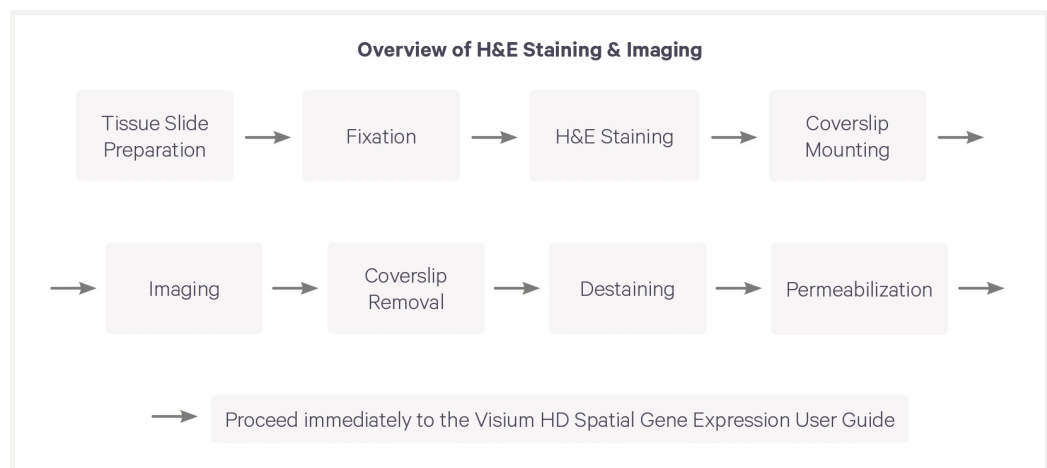 Overview of H&E Staining & Imaging
Tissue Slide
Preparation
Fixation
H&E Staining
Coverslip
Mounting
Imaging
Coverslip
Removal
Destaining
Permeabilization
Proceed immediately to the Visium HD Spatial Gene Expression User Guide